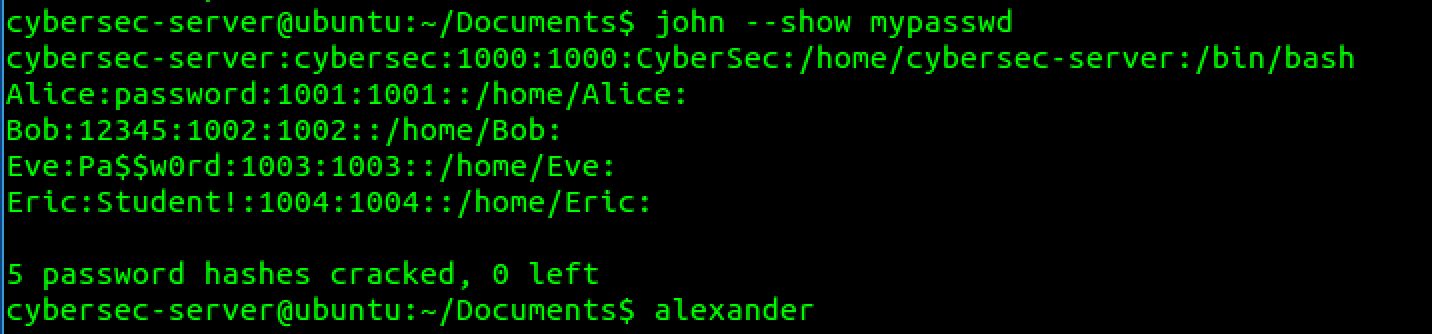 cybersec-server@ubuntu:~/Documents$ john --show mypasswd
cybersec-server:cybersec:1000:1000:CyberSec:/home/cybersec-server:/bin/bash
Alice:password:1001:1001::/home/Alice:
Bob:12345:1002:1002::/home/Bob:
Eve:Pa$$w0rd:1003:1003::/home/Eve:
Eric:Student!:1004:1004::/home/Eric:
5 password hashes cracked, 0 left
cybersec-server@ubuntu:~/Documents$ alexander